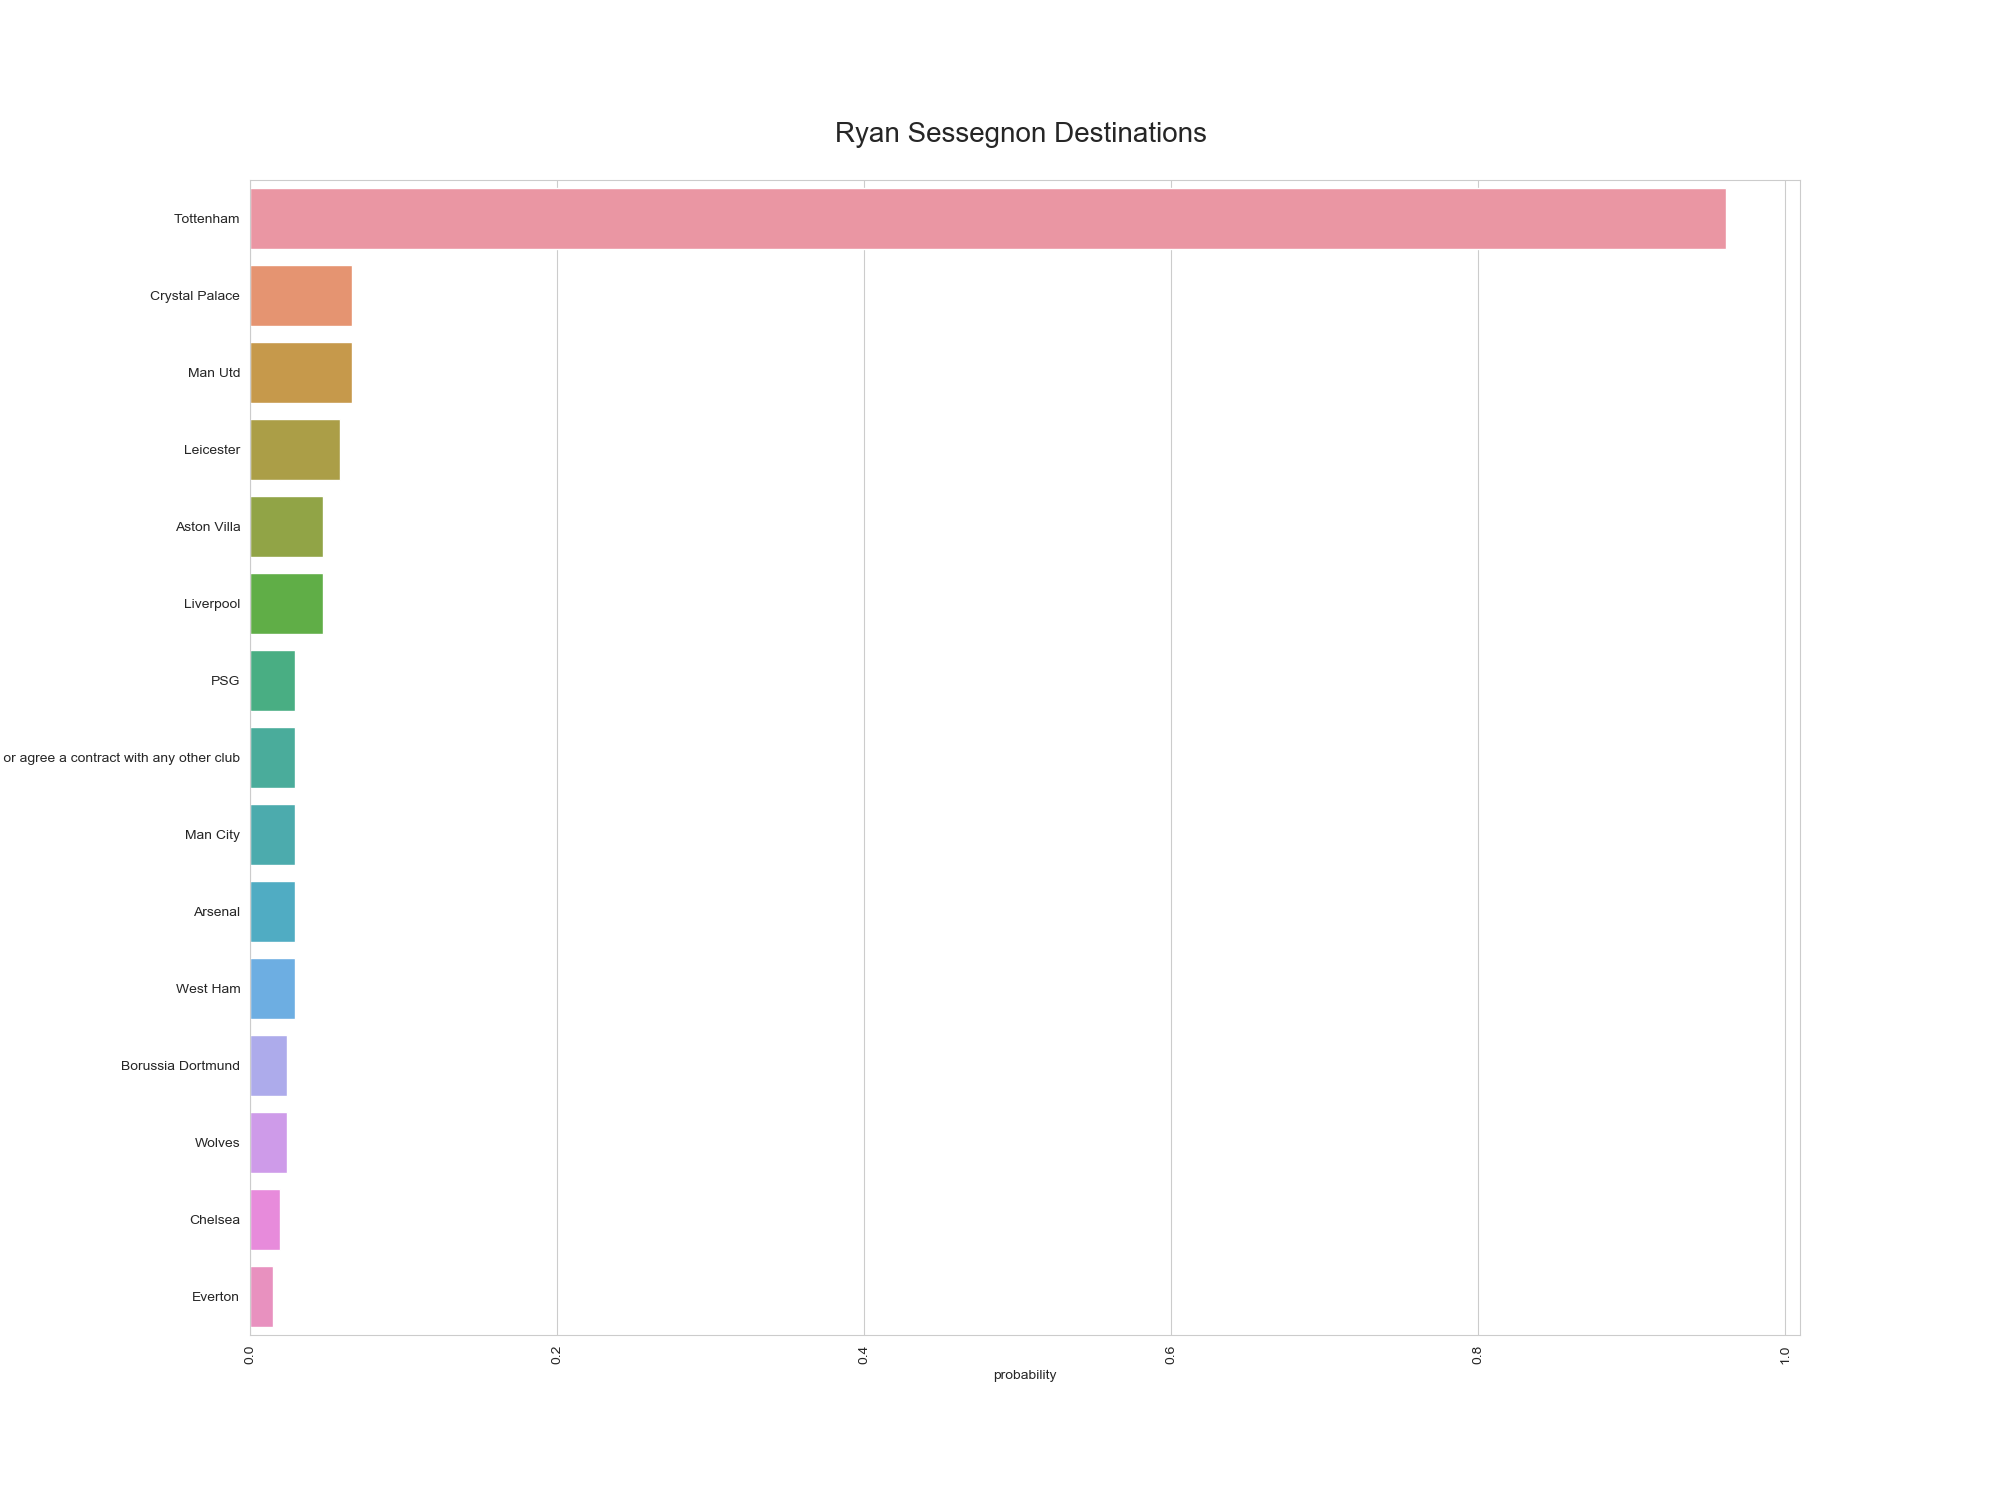 Ryan Sessegnon Destinations
Tottenham
Crystal Palace
Man Utd
Leicester
Aston Villa
Liverpool
PSG
or agree a contract with any other club
Man City
Arsenal
West Ham
Borussia Dortmund
Wolves
Chelsea
Everton
0.0
0.2
0.4
0.6
0.8
1.0
probability